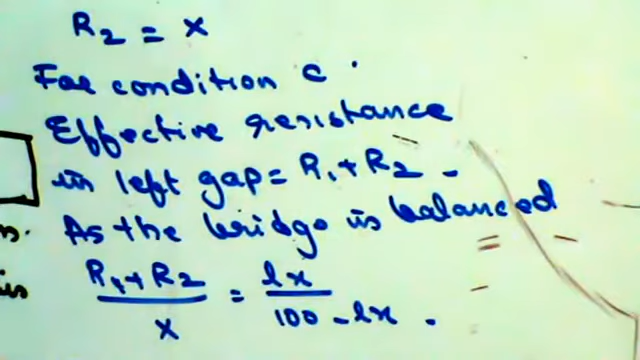 R₂ = x
For condition c.
Effective resistance
in left gap = R₁ + R₂ .
As the bridge is balanced
(R₁ + R₂) / x = lx / (100 - lx) .